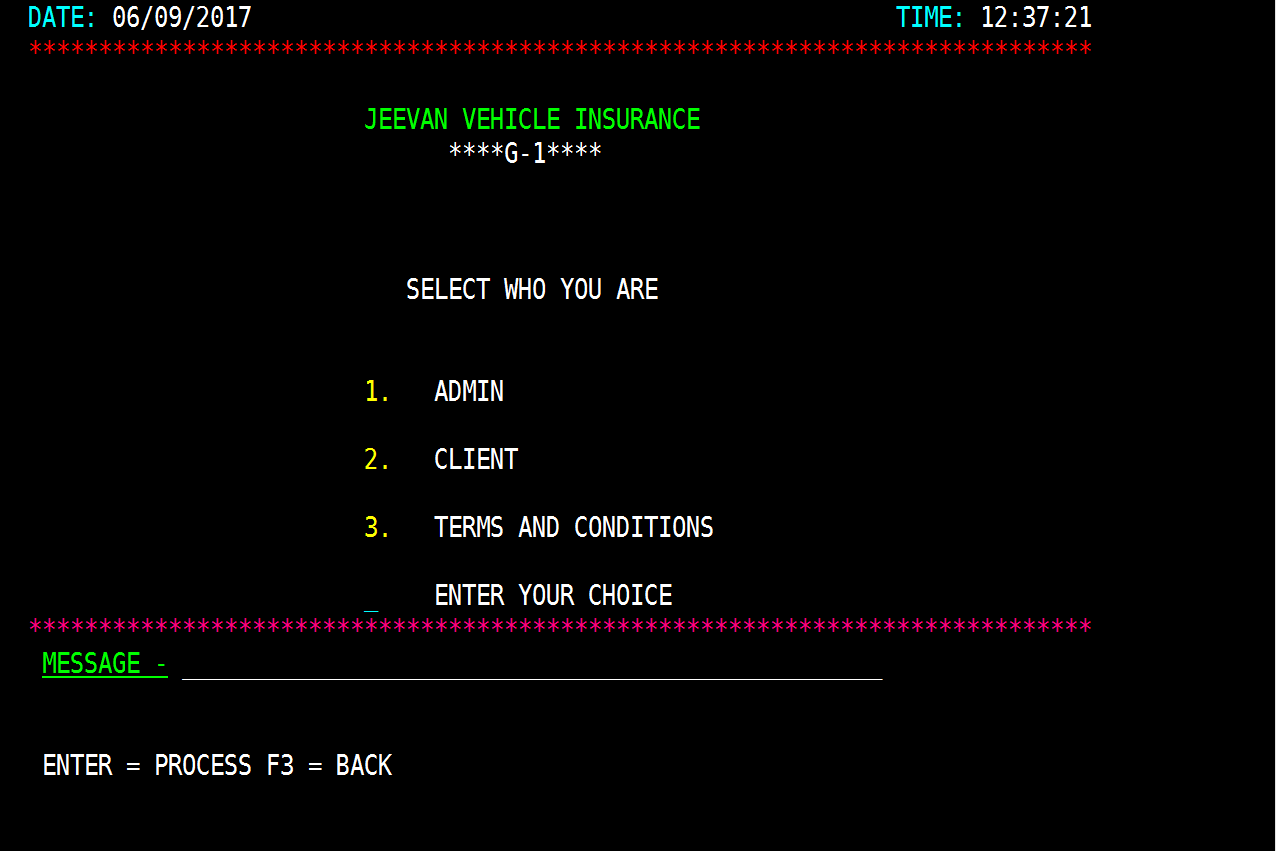 DATE: 06/09/2017 TIME: 12:37:21
****************************************************************************
JEEVAN VEHICLE INSURANCE
****G-1****
SELECT WHO YOU ARE
1. ADMIN
2. CLIENT
3. TERMS AND CONDITIONS
_ ENTER YOUR CHOICE
****************************************************************************
MESSAGE - __________________________________________________
ENTER = PROCESS F3 = BACK